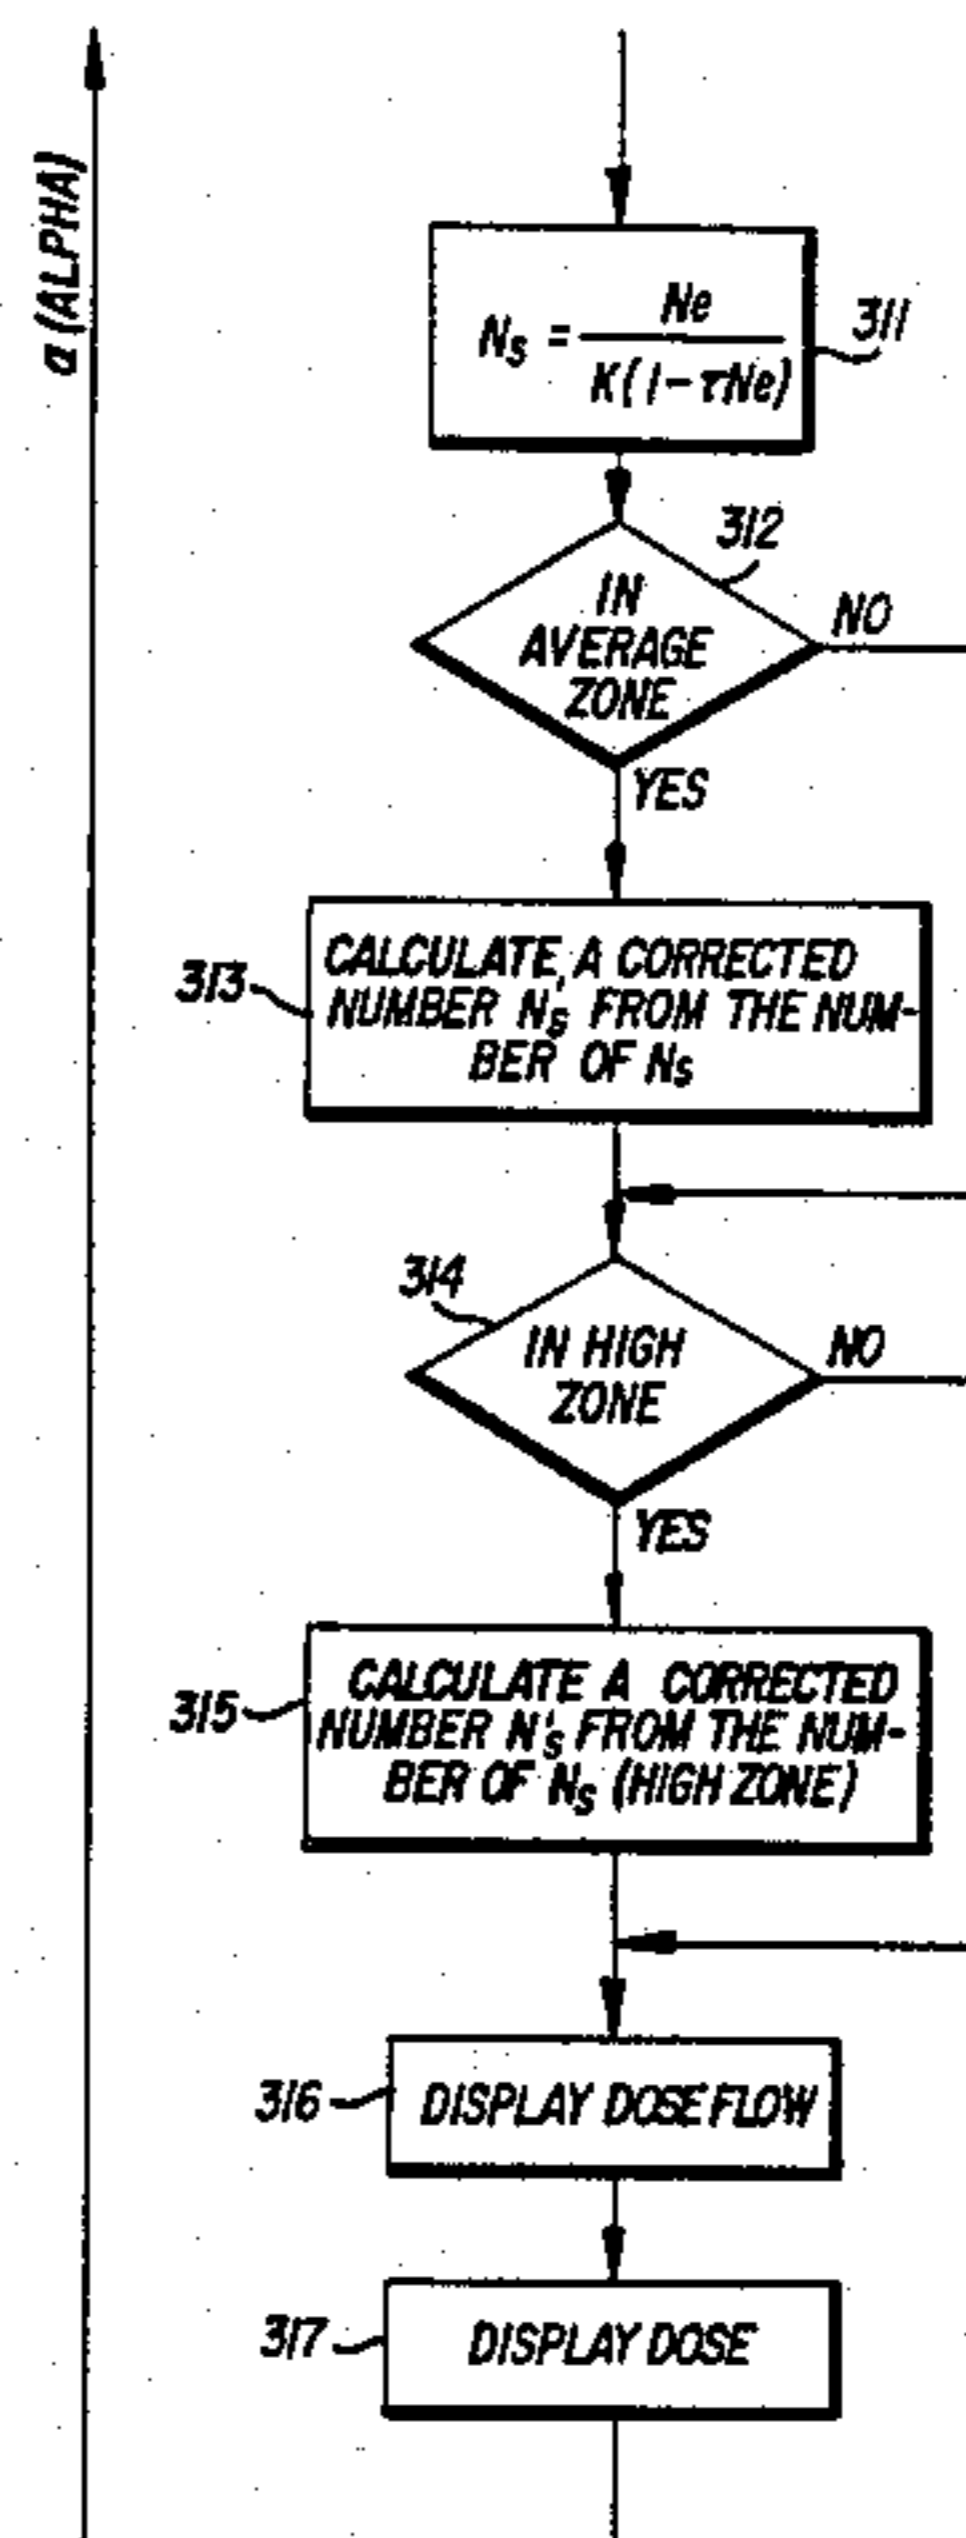 a (ALPHA)
Ns = Ne / K(1-τNe)
311
312
IN
AVERAGE
ZONE
NO
YES
313
CALCULATE A CORRECTED
NUMBER N's FROM THE NUM-
BER OF Ns
314
IN HIGH
ZONE
NO
YES
315
CALCULATE A CORRECTED
NUMBER N's FROM THE NUM-
BER OF Ns (HIGH ZONE)
316
DISPLAY DOSE FLOW
317
DISPLAY DOSE